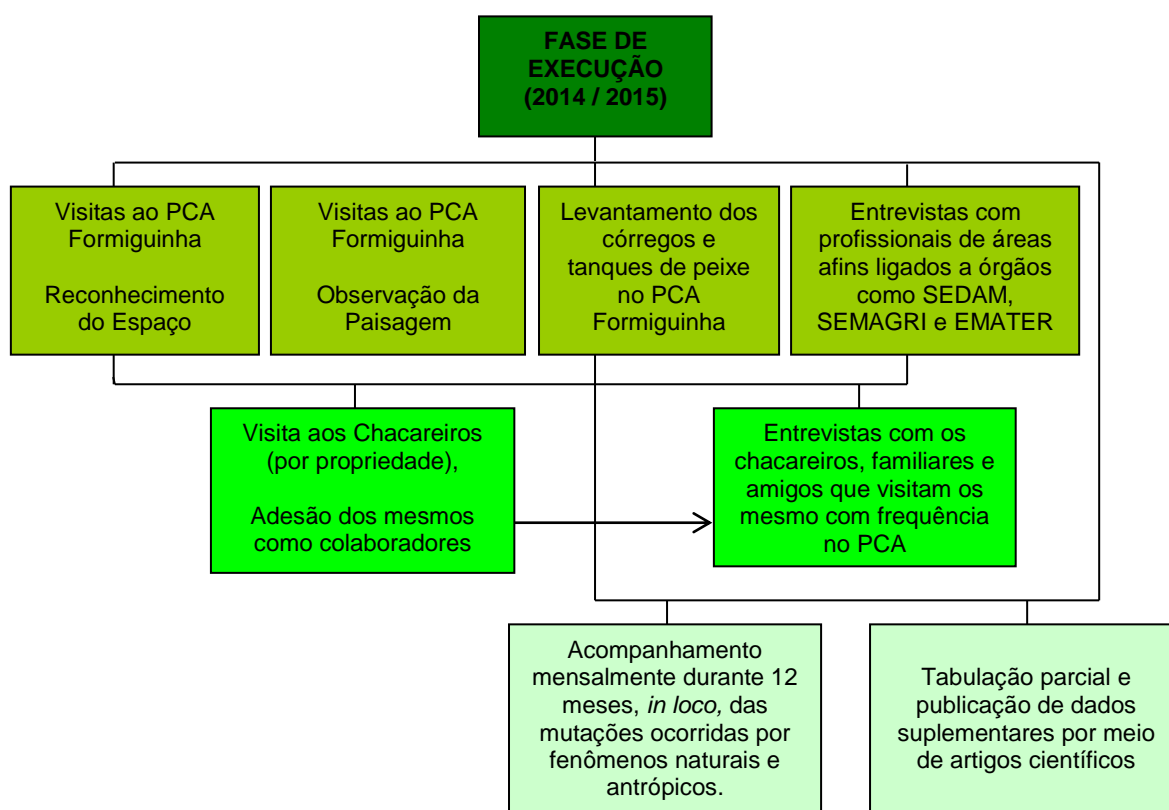 FASE DE
EXECUÇÃO
(2014 / 2015)
Visitas ao PCA
Formiguinha
Reconhecimento
do Espaço
Visitas ao PCA
Formiguinha
Observação da
Paisagem
Levantamento dos
córregos e
tanques de peixe
no PCA
Formiguinha
Entrevistas com
profissionais de áreas
afins ligados a órgãos
como SEDAM,
SEMAGRI e EMATER
Visita aos Chacareiros
(por propriedade),
Adesão dos mesmos
como colaboradores
Entrevistas com os
chacareiros, familiares e
amigos que visitam os
mesmo com frequência
no PCA
Acompanhamento
mensalmente durante 12
meses, in loco, das
mutações ocorridas por
fenômenos naturais e
antrópicos.
Tabulação parcial e
publicação de dados
suplementares por meio
de artigos científicos